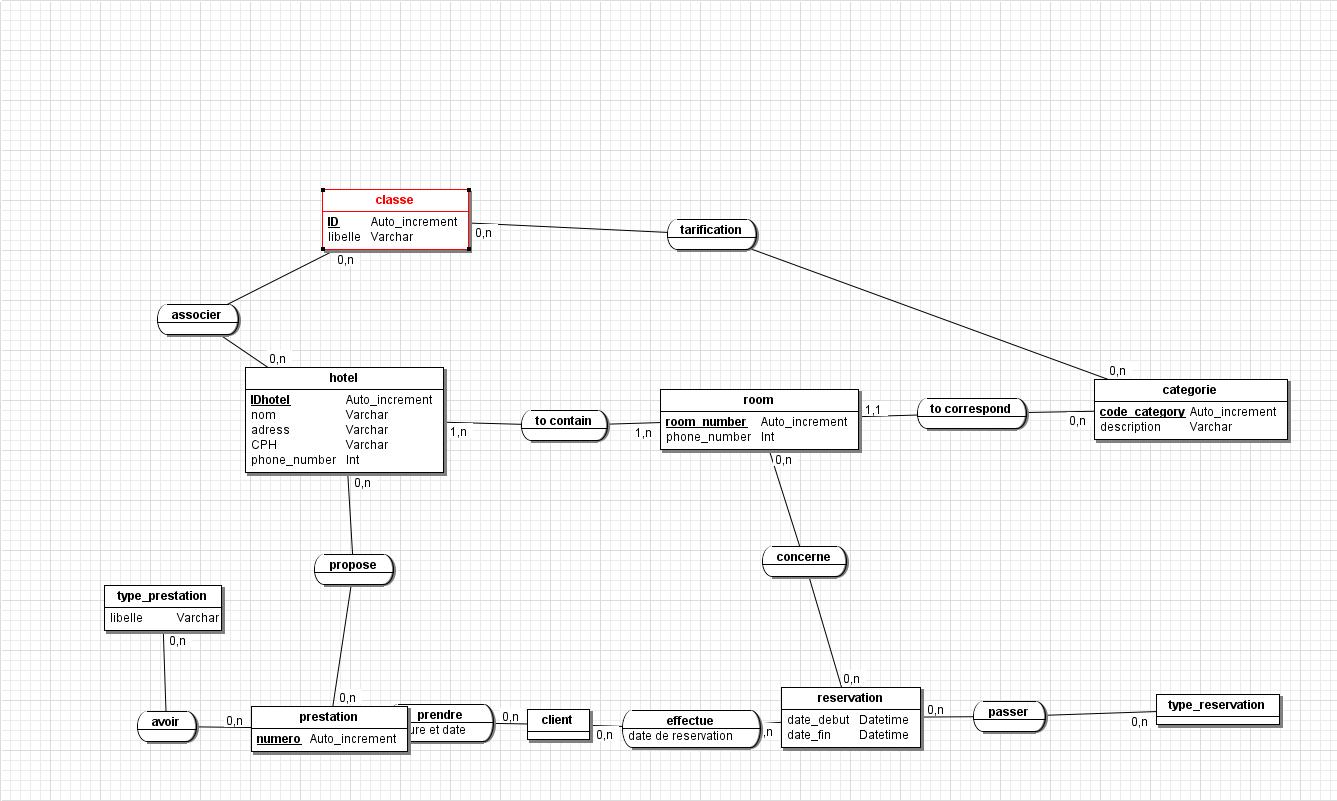 classe
ID Auto_increment
libelle Varchar
0,n
0,n
tarification
associer
0,n
0,n
hotel
IDhotel Auto_increment
nom Varchar
adress Varchar
CPH Varchar
phone_number Int
1,n
to contain
1,n
room
room_number Auto_increment
phone_number Int
1,1
to correspond
0,n
categorie
code_category Auto_increment
description Varchar
0,n
0,n
propose
concerne
type_prestation
libelle Varchar
0,n
0,n
0,n
avoir
0,n
prestation
numero Auto_increment
prendre
ure et date
0,n
client
0,n
effectue
date de reservation
,n
reservation
date_debut Datetime
date_fin Datetime
0,n
passer
0,n
type_reservation